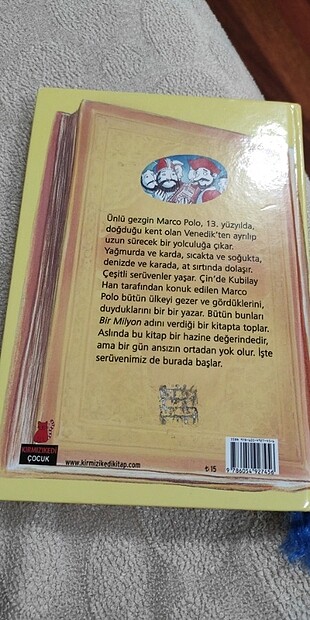 Ünlü gezgin Marco Polo, 13. yüzyılda,
doğduğu kent olan Venedik'ten ayrılıp
uzun sürecek bir yolculuğa çıkar.
Yağmurda ve karda, sıcakta ve soğukta,
denizde ve karada, at sırtında dolaşır.
Çeşitli serüvenler yaşar. Çin'de Kubilay
Han tarafından konuk edilen Marco
Polo bütün ülkeyi gezer ve gördüklerini,
duyduklarını bir bir yazar. Bütün bunları
Bir Milyon adını verdiği bir kitapta toplar.
Aslında bu kitap bir hazine değerindedir,
ama bir gün ansızın ortadan yok olur. İşte
serüvenimiz de burada başlar.
KIRMIZIKEDİ
ÇOCUK
www.kirmizikedikitap.com
₺15